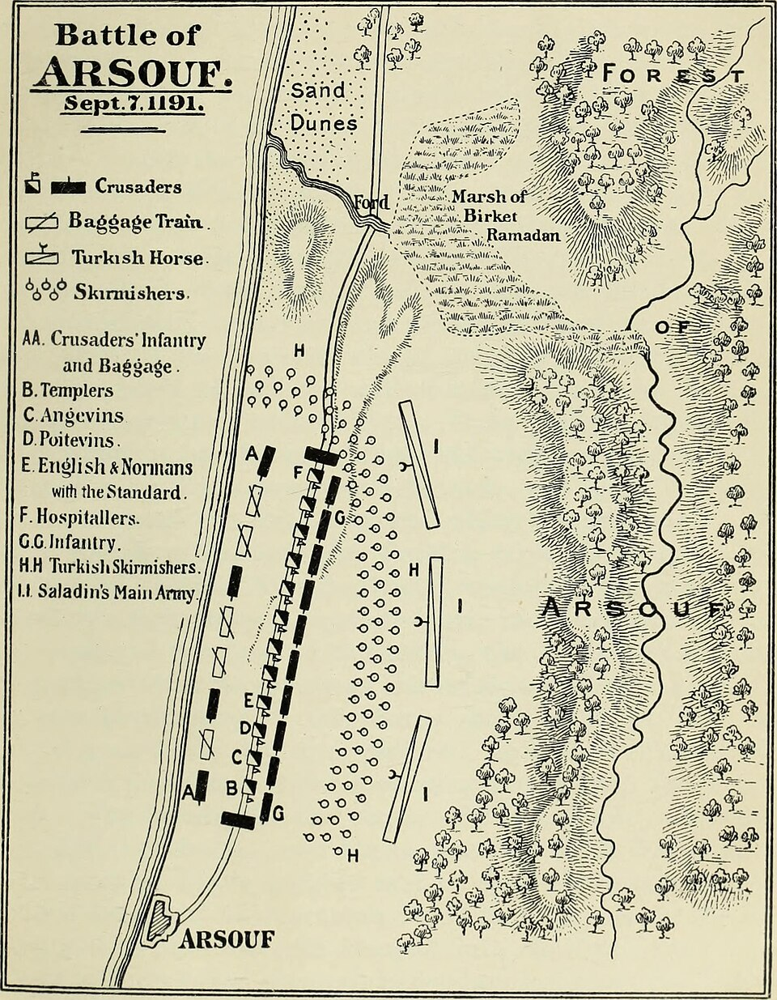 Battle of
ARSOUF.
Sept. 7. 1191.
Crusaders
Baggage Train.
Turkish Horse.
Skirmishers.
AA. Crusaders' Infantry
and Baggage.
B. Templers
C. Angevins
D. Poitevins.
E. English & Normans
with the Standard.
F. Hospitallers.
G.G. Infantry.
H.H Turkish Skirmishers.
I.I. Saladin's Main Army.
Sand
Dunes
Ford
Marsh of
Birket
Ramadan
FOREST
OF
ARSOUF
H
A
F
G
I
H
I
E
D
C
B
A
G
I
H
ARSOUF